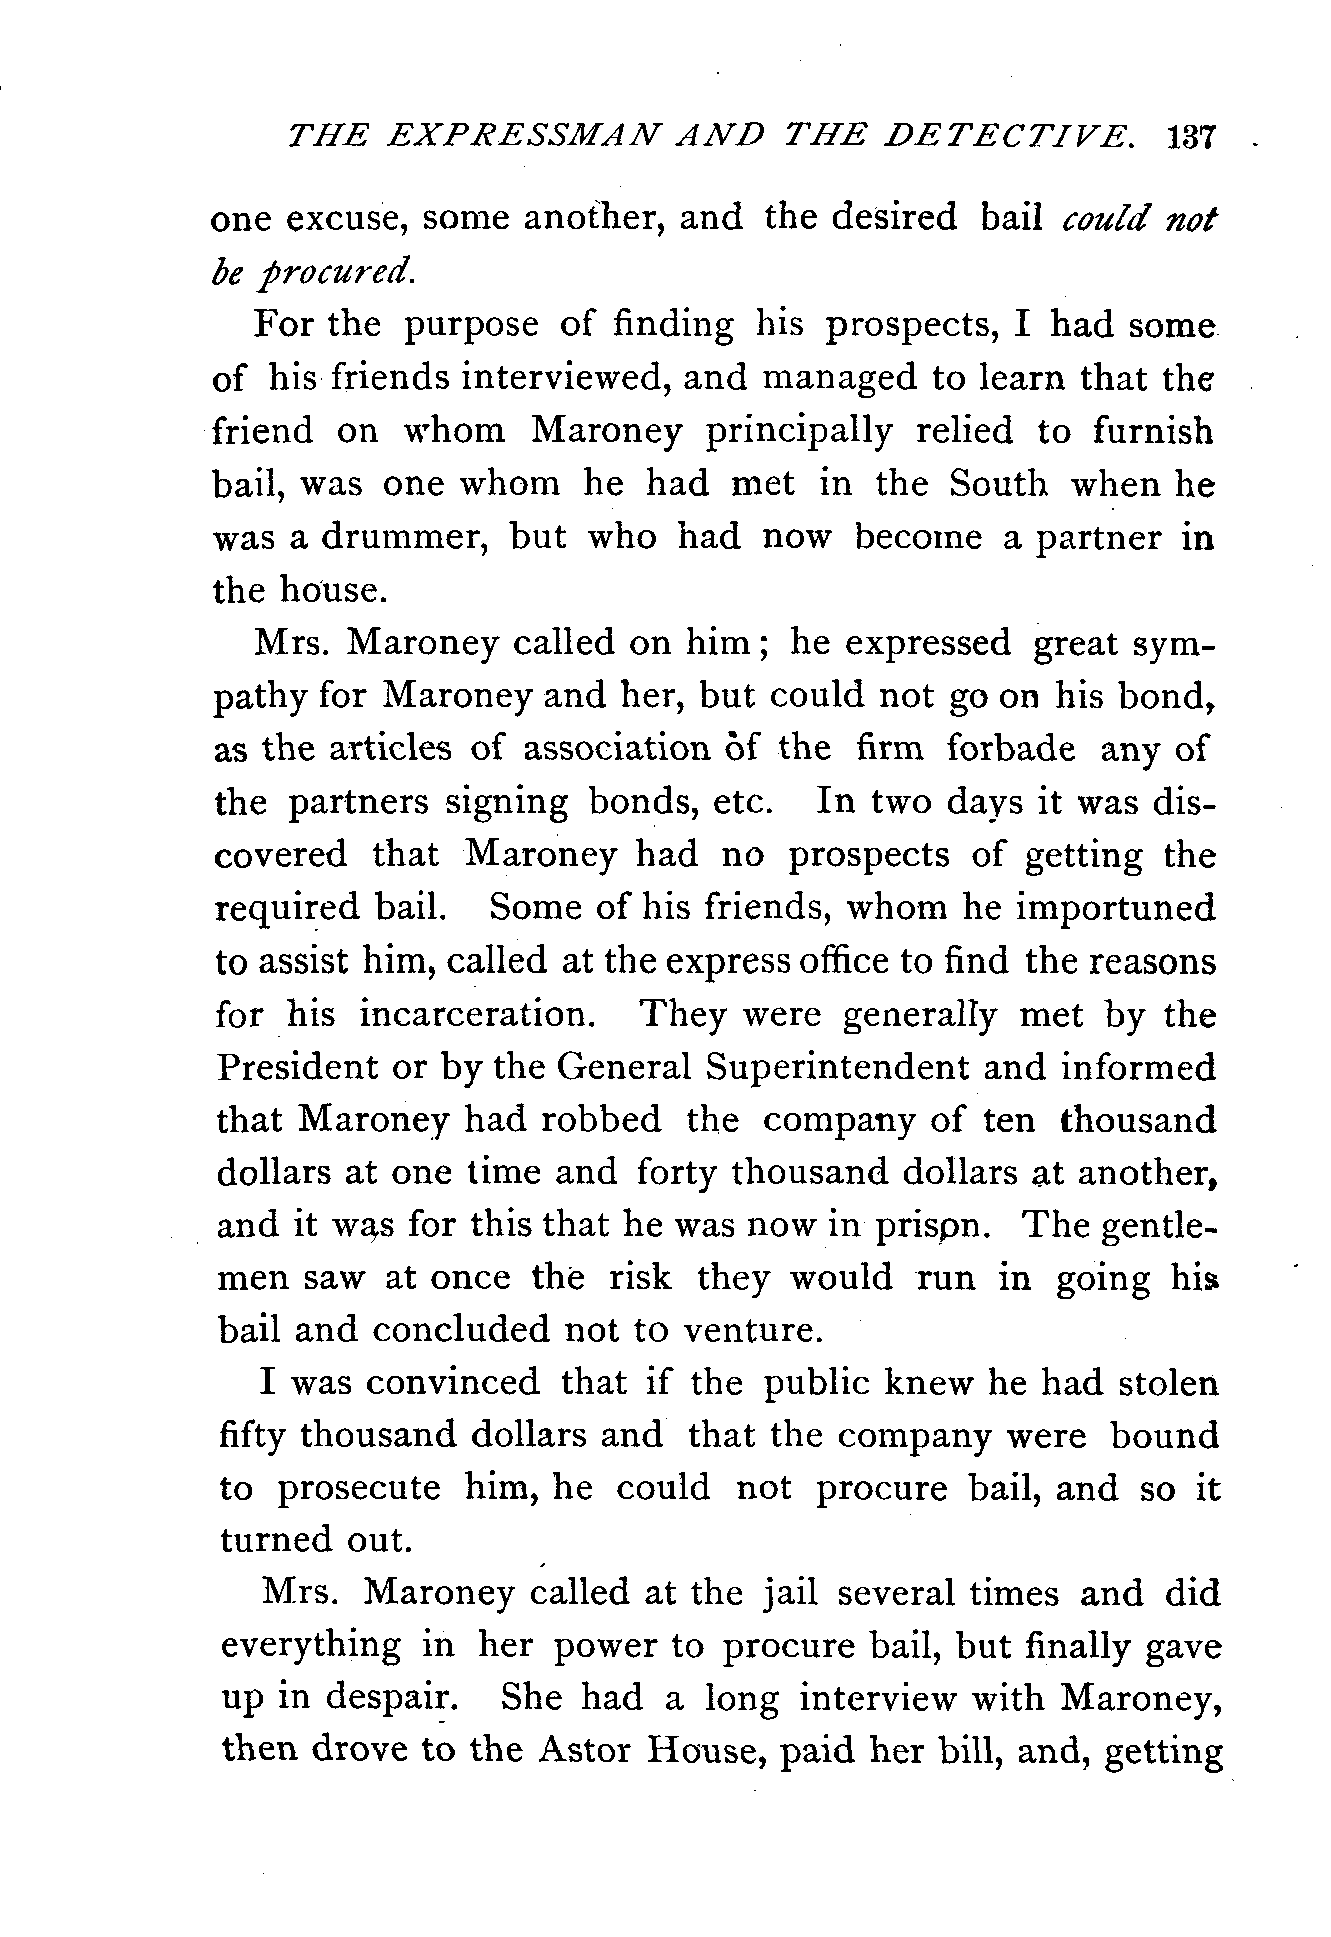 THE EXPRESSMAN AND THE DETECTIVE. 137
one excuse, some another, and the desired bail could not
be procured.
For the purpose of finding his prospects, I had some
of his friends interviewed, and managed to learn that the
friend on whom Maroney principally relied to furnish
bail, was one whom he had met in the South when he
was a drummer, but who had now become a partner in
the house.
Mrs. Maroney called on him; he expressed great sym-
pathy for Maroney and her, but could not go on his bond,
as the articles of association of the firm forbade any of
the partners signing bonds, etc. In two days it was dis-
covered that Maroney had no prospects of getting the
required bail. Some of his friends, whom he importuned
to assist him, called at the express office to find the reasons
for his incarceration. They were generally met by the
President or by the General Superintendent and informed
that Maroney had robbed the company of ten thousand
dollars at one time and forty thousand dollars at another,
and it was for this that he was now in prison. The gentle-
men saw at once the risk they would run in going his
bail and concluded not to venture.
I was convinced that if the public knew he had stolen
fifty thousand dollars and that the company were bound
to prosecute him, he could not procure bail, and so it
turned out.
Mrs. Maroney called at the jail several times and did
everything in her power to procure bail, but finally gave
up in despair. She had a long interview with Maroney,
then drove to the Astor House, paid her bill, and, getting